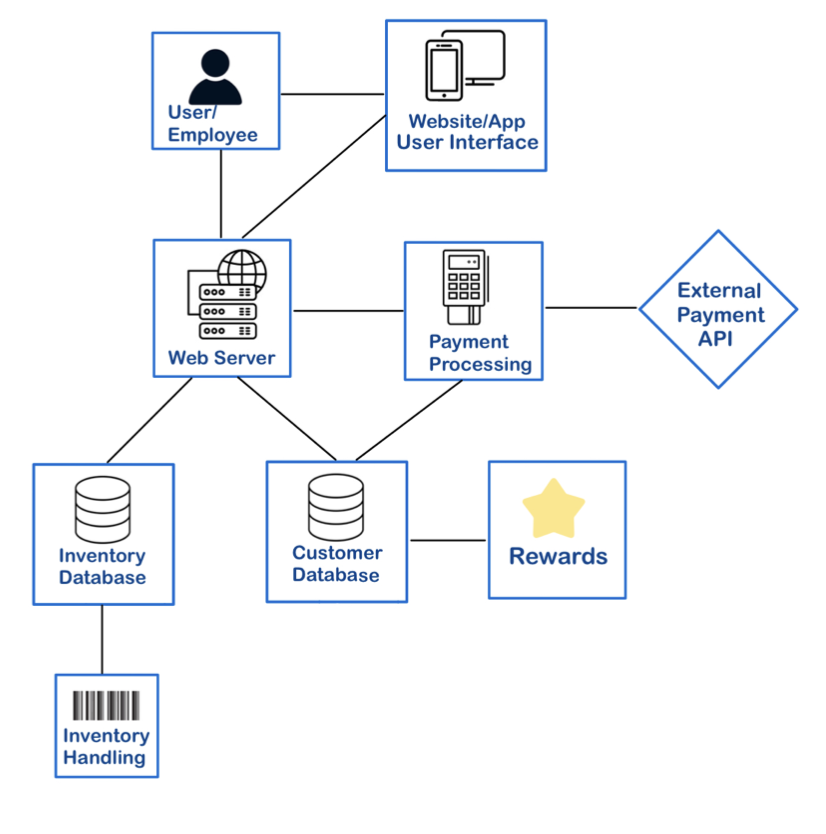 User/
Employee
Website/App
User Interface
Web Server
Payment
Processing
External
Payment
API
Inventory
Database
Customer
Database
Rewards
Inventory
Handling